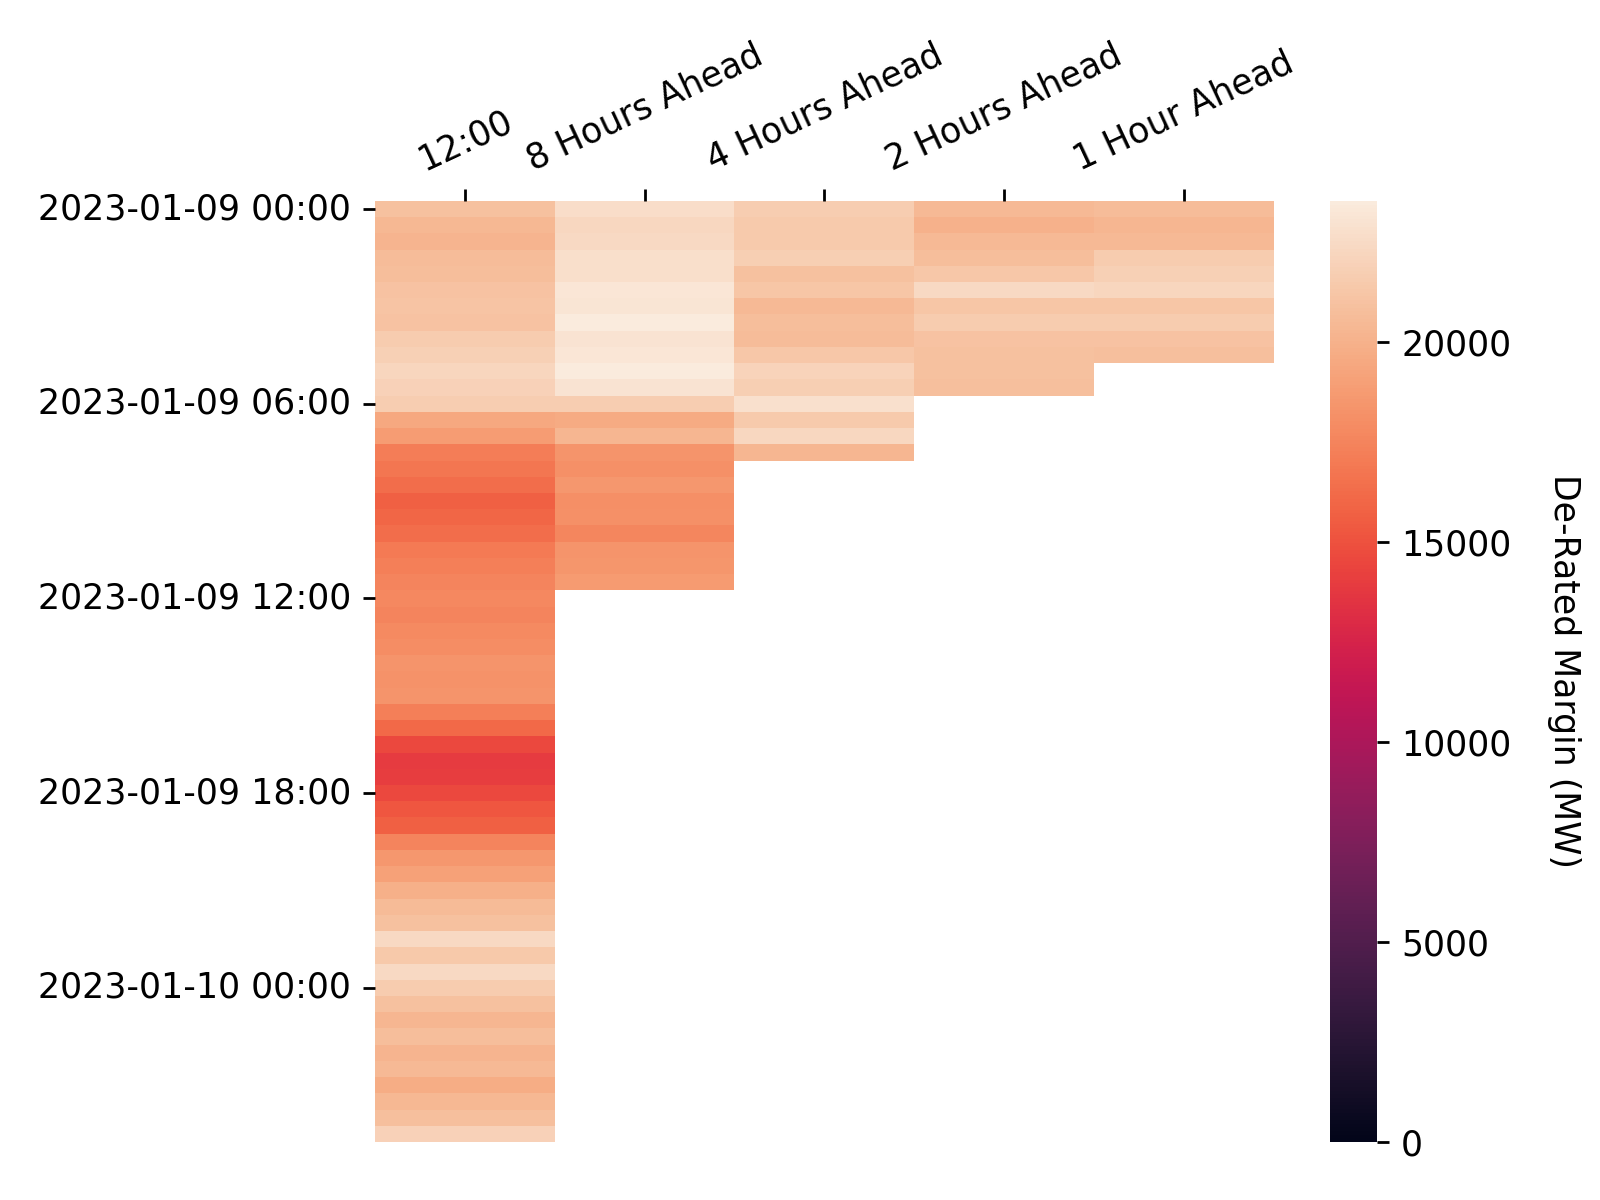 12:00
8 Hours Ahead
4 Hours Ahead
2 Hours Ahead
1 Hour Ahead
2023-01-09 00:00
2023-01-09 06:00
2023-01-09 12:00
2023-01-09 18:00
2023-01-10 00:00
20000
15000
10000
5000
0
De-Rated Margin (MW)